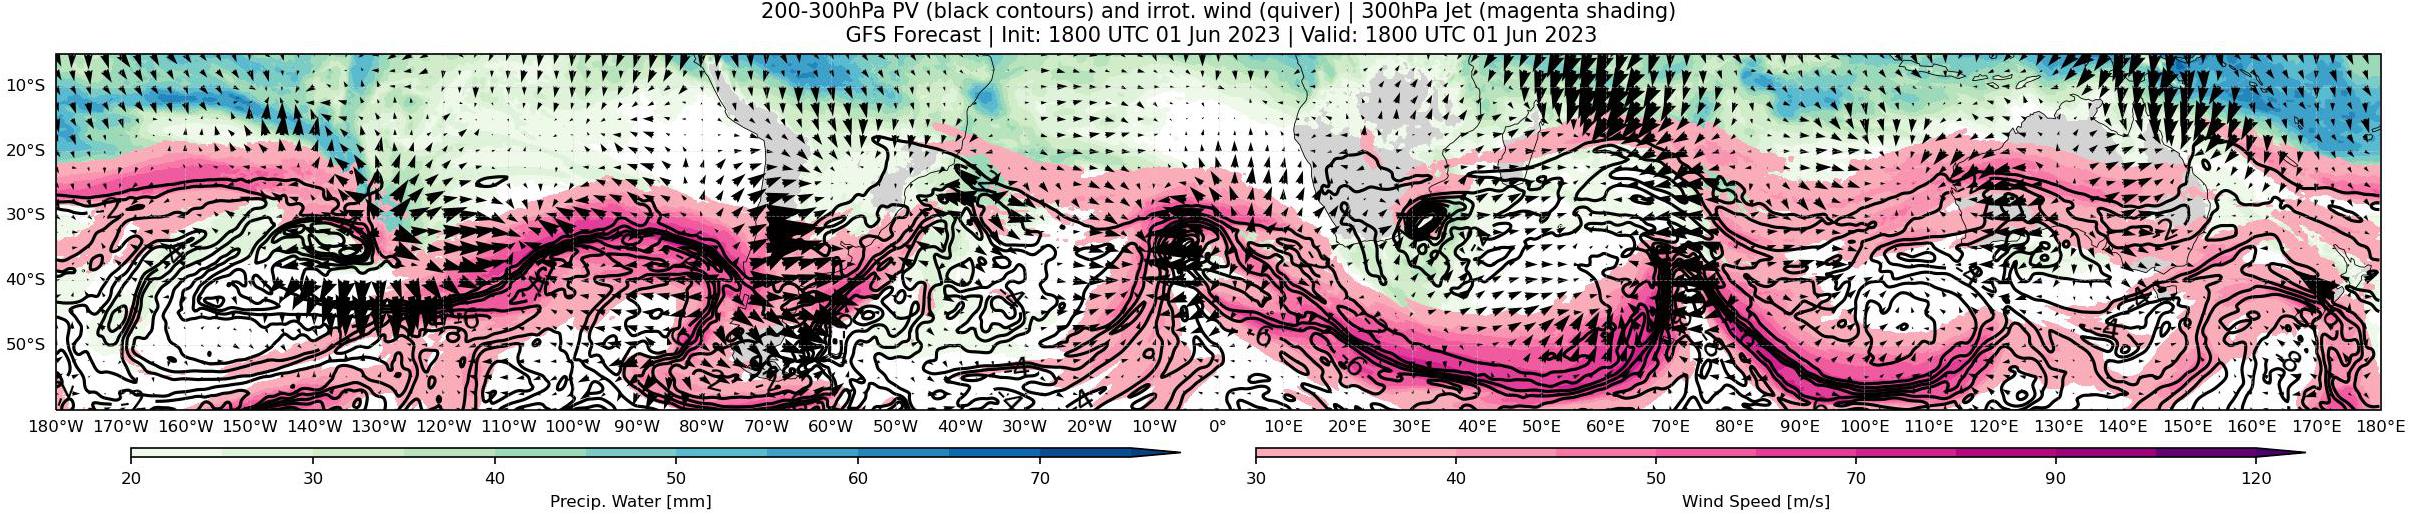 200-300hPa PV (black contours) and irrot. wind (quiver) | 300hPa Jet (magenta shading)
GFS Forecast | Init: 1800 UTC 01 Jun 2023 | Valid: 1800 UTC 01 Jun 2023
10°S
20°S
30°S
40°S
50°S
180°W 170°W 160°W 150°W 140°W 130°W 120°W 110°W 100°W 90°W 80°W 70°W 60°W 50°W 40°W 30°W 20°W 10°W 0° 10°E 20°E 30°E 40°E 50°E 60°E 70°E 80°E 90°E 100°E 110°E 120°E 130°E 140°E 150°E 160°E 170°E 180°E
20 30 40 50 60 70
Precip. Water [mm]
30 40 50 70 90 120
Wind Speed [m/s]